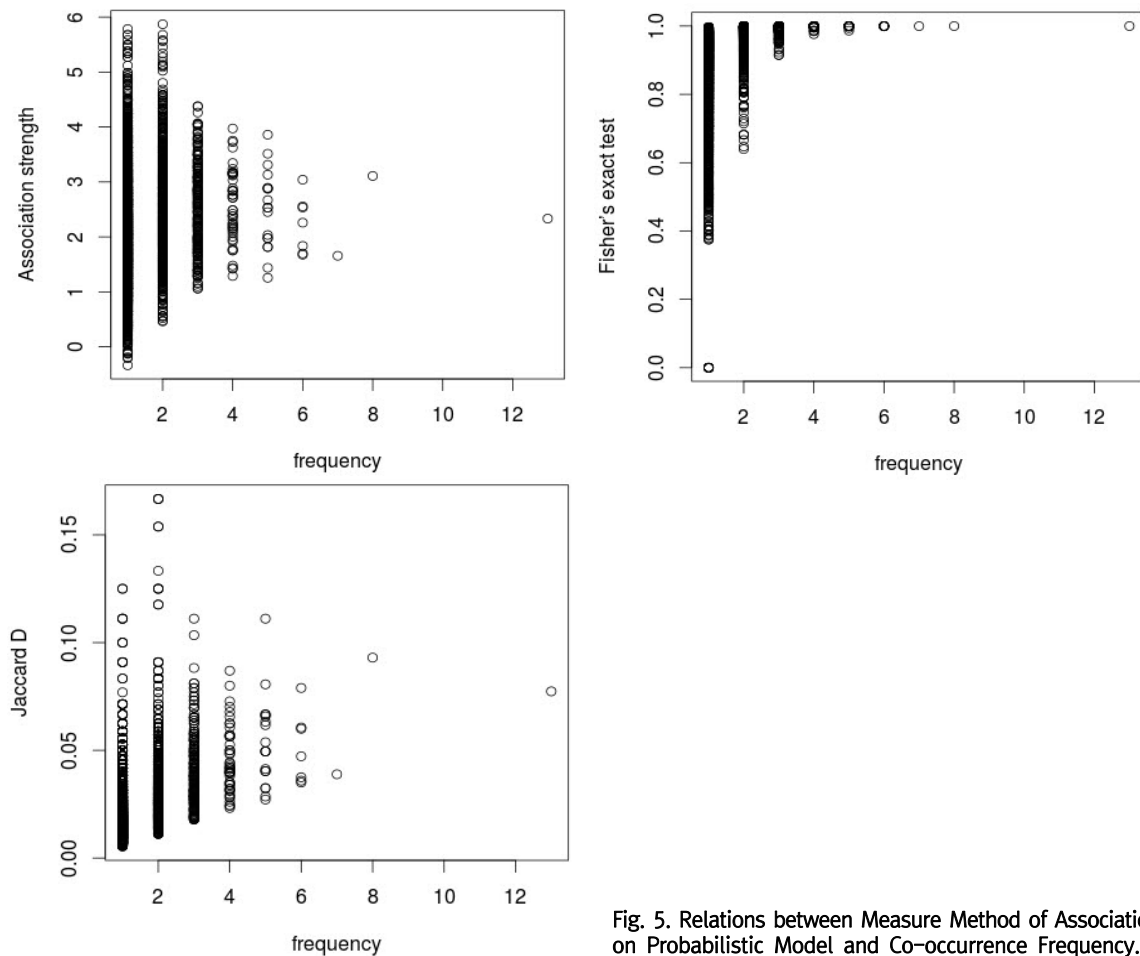 6
5
4
3
2
1
0
Association strength
2 4 6 8 10 12
frequency
1.0
0.8
0.6
0.4
0.2
0.0
Fisher's exact test
2 4 6 8 10 12
frequency
0.15
0.10
0.05
0.00
Jaccard D
2 4 6 8 10 12
frequency
Fig. 5. Relations between Measure Method of Associatio
on Probabilistic Model and Co-occurrence Frequency.